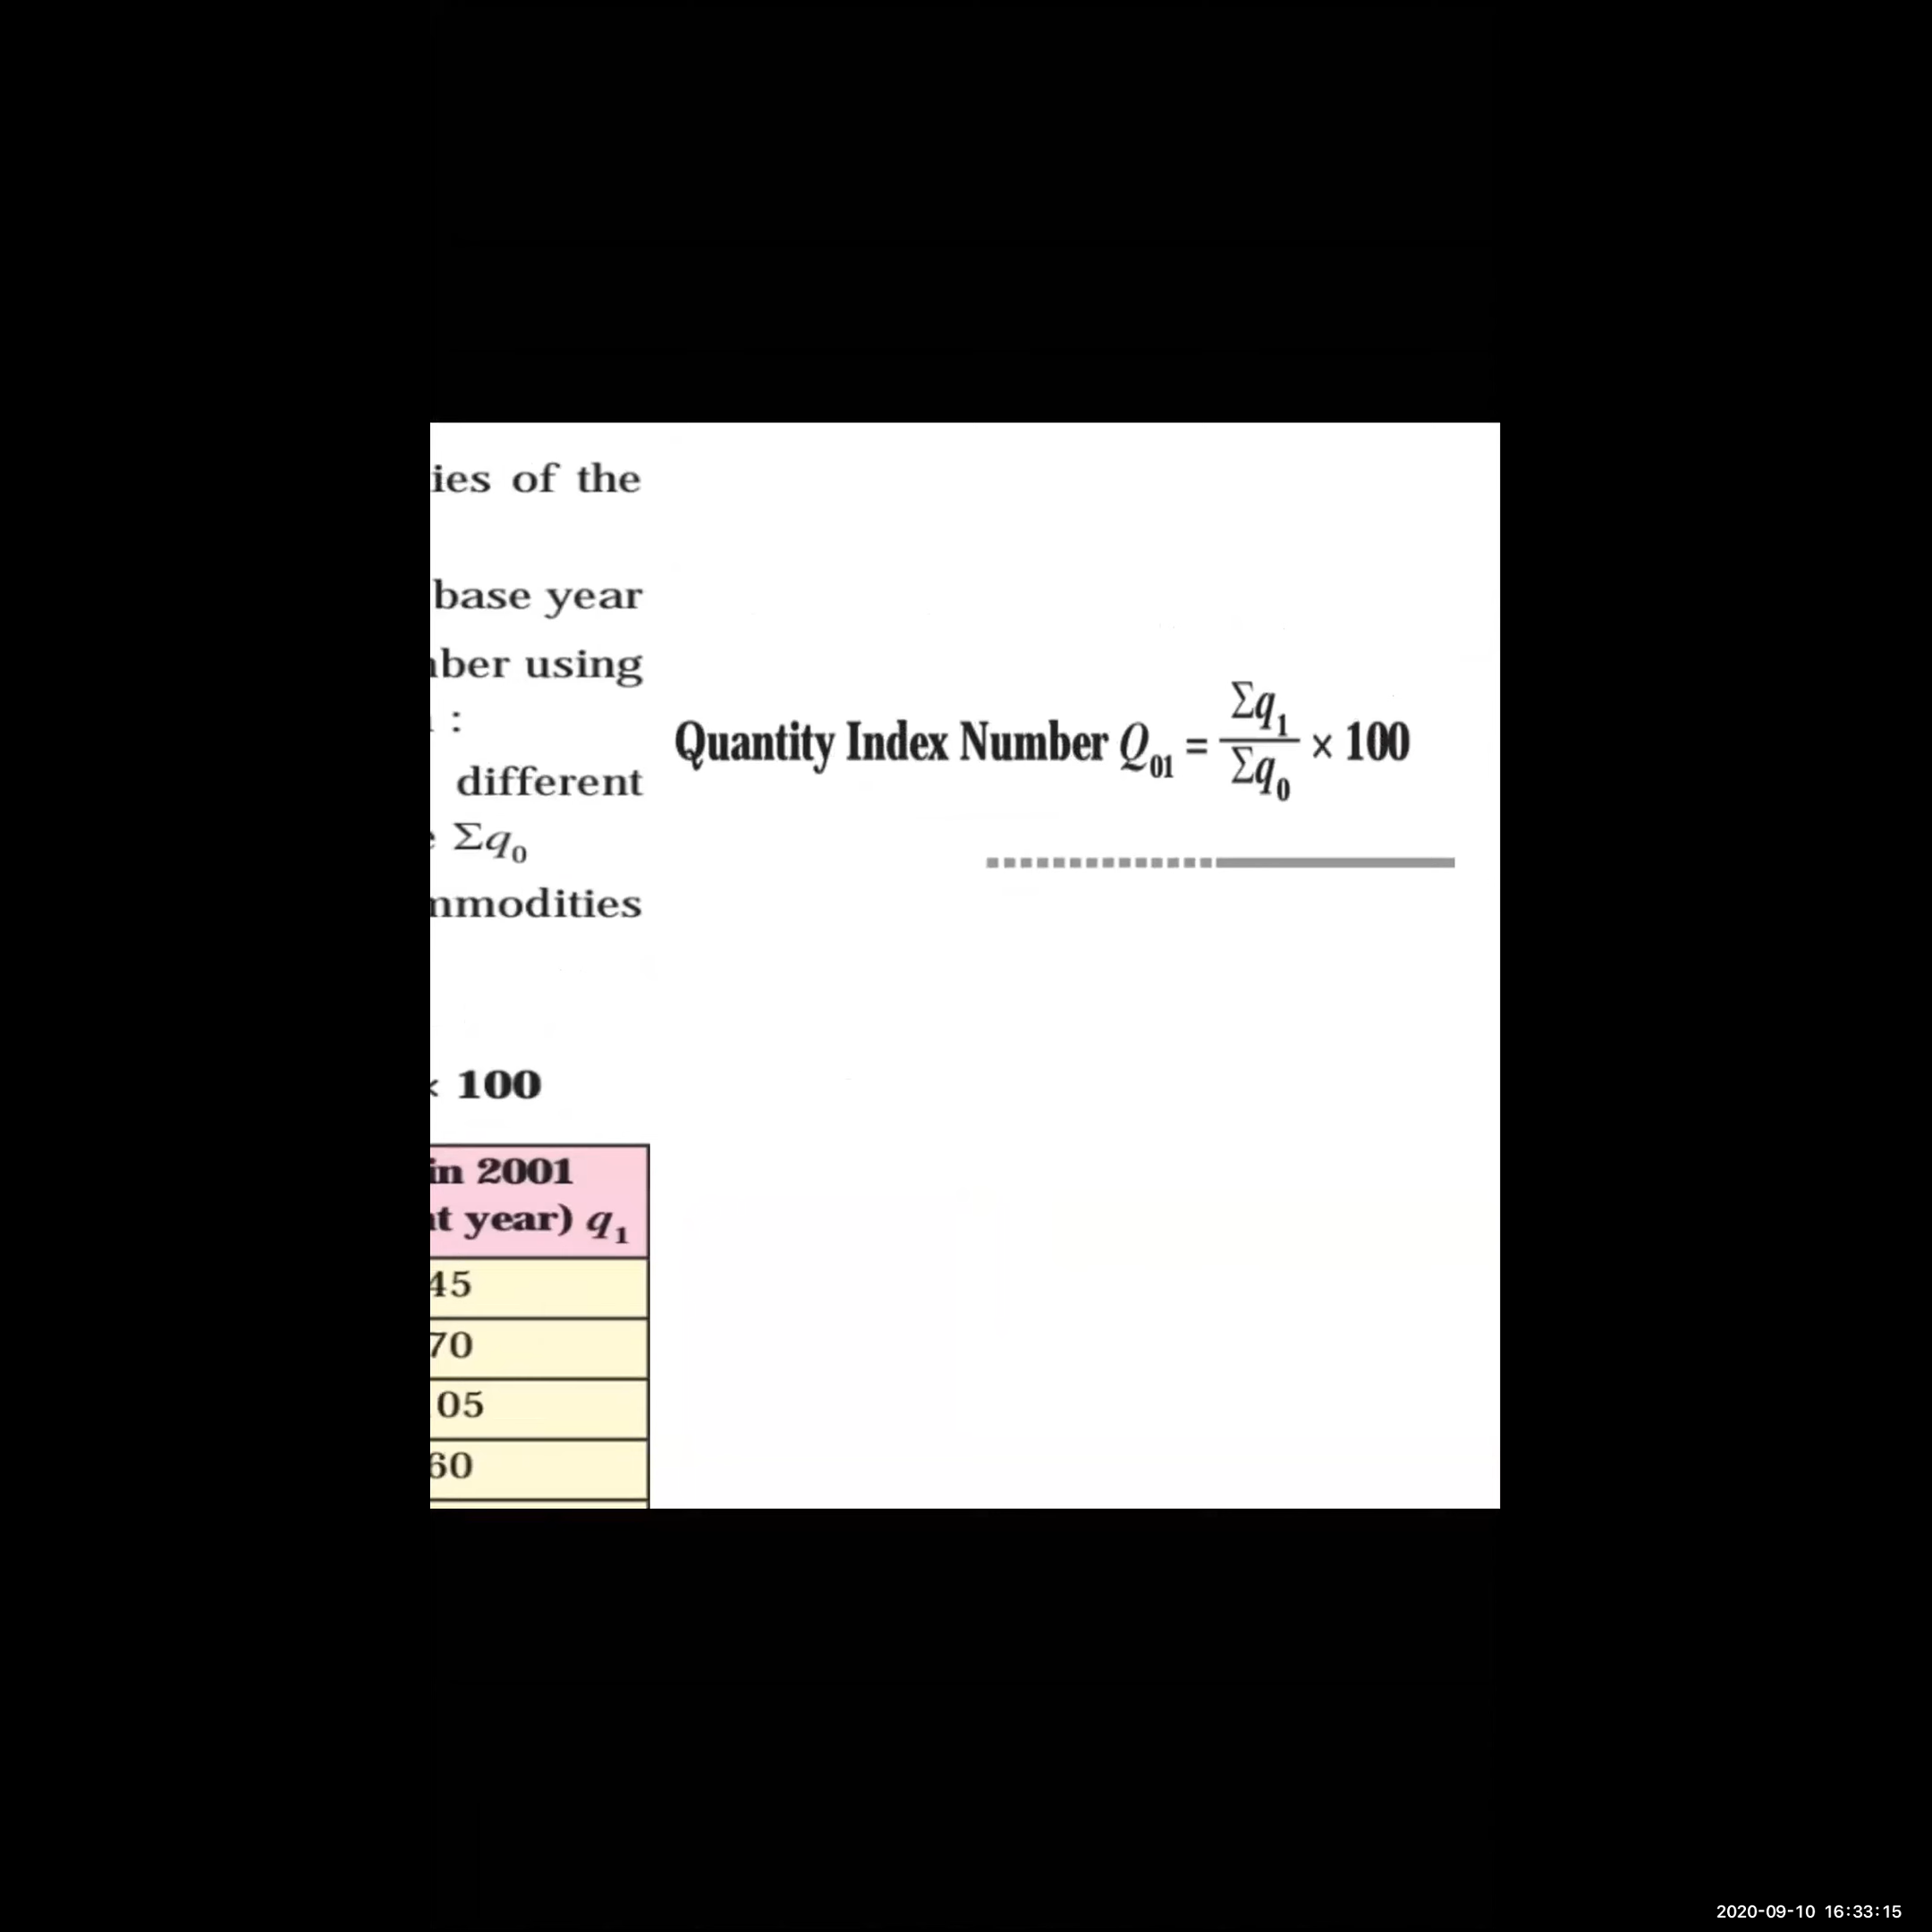 ies of the
base year
ber using
:
different
Σq0
mmodities
× 100
in 2001
t year) q1
45
70
05
60
Quantity Index Number Q01 = Σq1/Σq0 × 100
2020-09-10 16:33:15